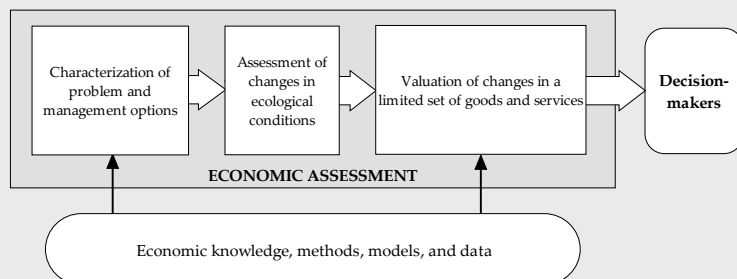 Characterization of
problem and
management options
Assessment of
changes in
ecological
conditions
Valuation of changes in a
limited set of goods and services
Decision-
makers
ECONOMIC ASSESSMENT
Economic knowledge, methods, models, and data